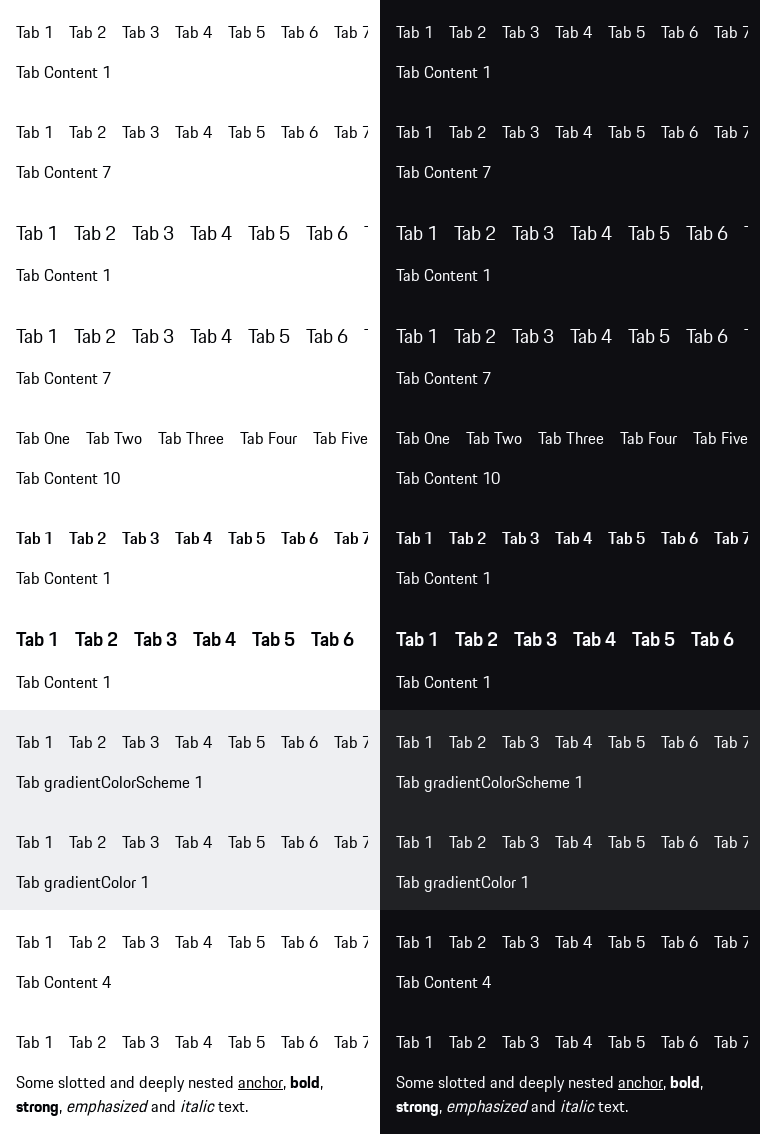 Tab 1 Tab 2 Tab 3 Tab 4 Tab 5 Tab 6 Tab 7
Tab Content 1
Tab 1 Tab 2 Tab 3 Tab 4 Tab 5 Tab 6 Tab 7
Tab Content 7
Tab 1 Tab 2 Tab 3 Tab 4 Tab 5 Tab 6
Tab Content 1
Tab 1 Tab 2 Tab 3 Tab 4 Tab 5 Tab 6
Tab Content 7
Tab One Tab Two Tab Three Tab Four Tab Five
Tab Content 10
Tab 1 Tab 2 Tab 3 Tab 4 Tab 5 Tab 6 Tab 7
Tab Content 1
Tab 1 Tab 2 Tab 3 Tab 4 Tab 5 Tab 6
Tab Content 1
Tab 1 Tab 2 Tab 3 Tab 4 Tab 5 Tab 6 Tab 7
Tab gradientColorScheme 1
Tab 1 Tab 2 Tab 3 Tab 4 Tab 5 Tab 6 Tab 7
Tab gradientColor 1
Tab 1 Tab 2 Tab 3 Tab 4 Tab 5 Tab 6 Tab 7
Tab Content 4
Tab 1 Tab 2 Tab 3 Tab 4 Tab 5 Tab 6 Tab 7
Some slotted and deeply nested anchor, bold,
strong, emphasized and italic text.
Tab 1 Tab 2 Tab 3 Tab 4 Tab 5 Tab 6 Tab 7
Tab Content 1
Tab 1 Tab 2 Tab 3 Tab 4 Tab 5 Tab 6 Tab 7
Tab Content 7
Tab 1 Tab 2 Tab 3 Tab 4 Tab 5 Tab 6
Tab Content 1
Tab 1 Tab 2 Tab 3 Tab 4 Tab 5 Tab 6
Tab Content 7
Tab One Tab Two Tab Three Tab Four Tab Five
Tab Content 10
Tab 1 Tab 2 Tab 3 Tab 4 Tab 5 Tab 6 Tab 7
Tab Content 1
Tab 1 Tab 2 Tab 3 Tab 4 Tab 5 Tab 6
Tab Content 1
Tab 1 Tab 2 Tab 3 Tab 4 Tab 5 Tab 6 Tab 7
Tab gradientColorScheme 1
Tab 1 Tab 2 Tab 3 Tab 4 Tab 5 Tab 6 Tab 7
Tab gradientColor 1
Tab 1 Tab 2 Tab 3 Tab 4 Tab 5 Tab 6 Tab 7
Tab Content 4
Tab 1 Tab 2 Tab 3 Tab 4 Tab 5 Tab 6 Tab 7
Some slotted and deeply nested anchor, bold,
strong, emphasized and italic text.